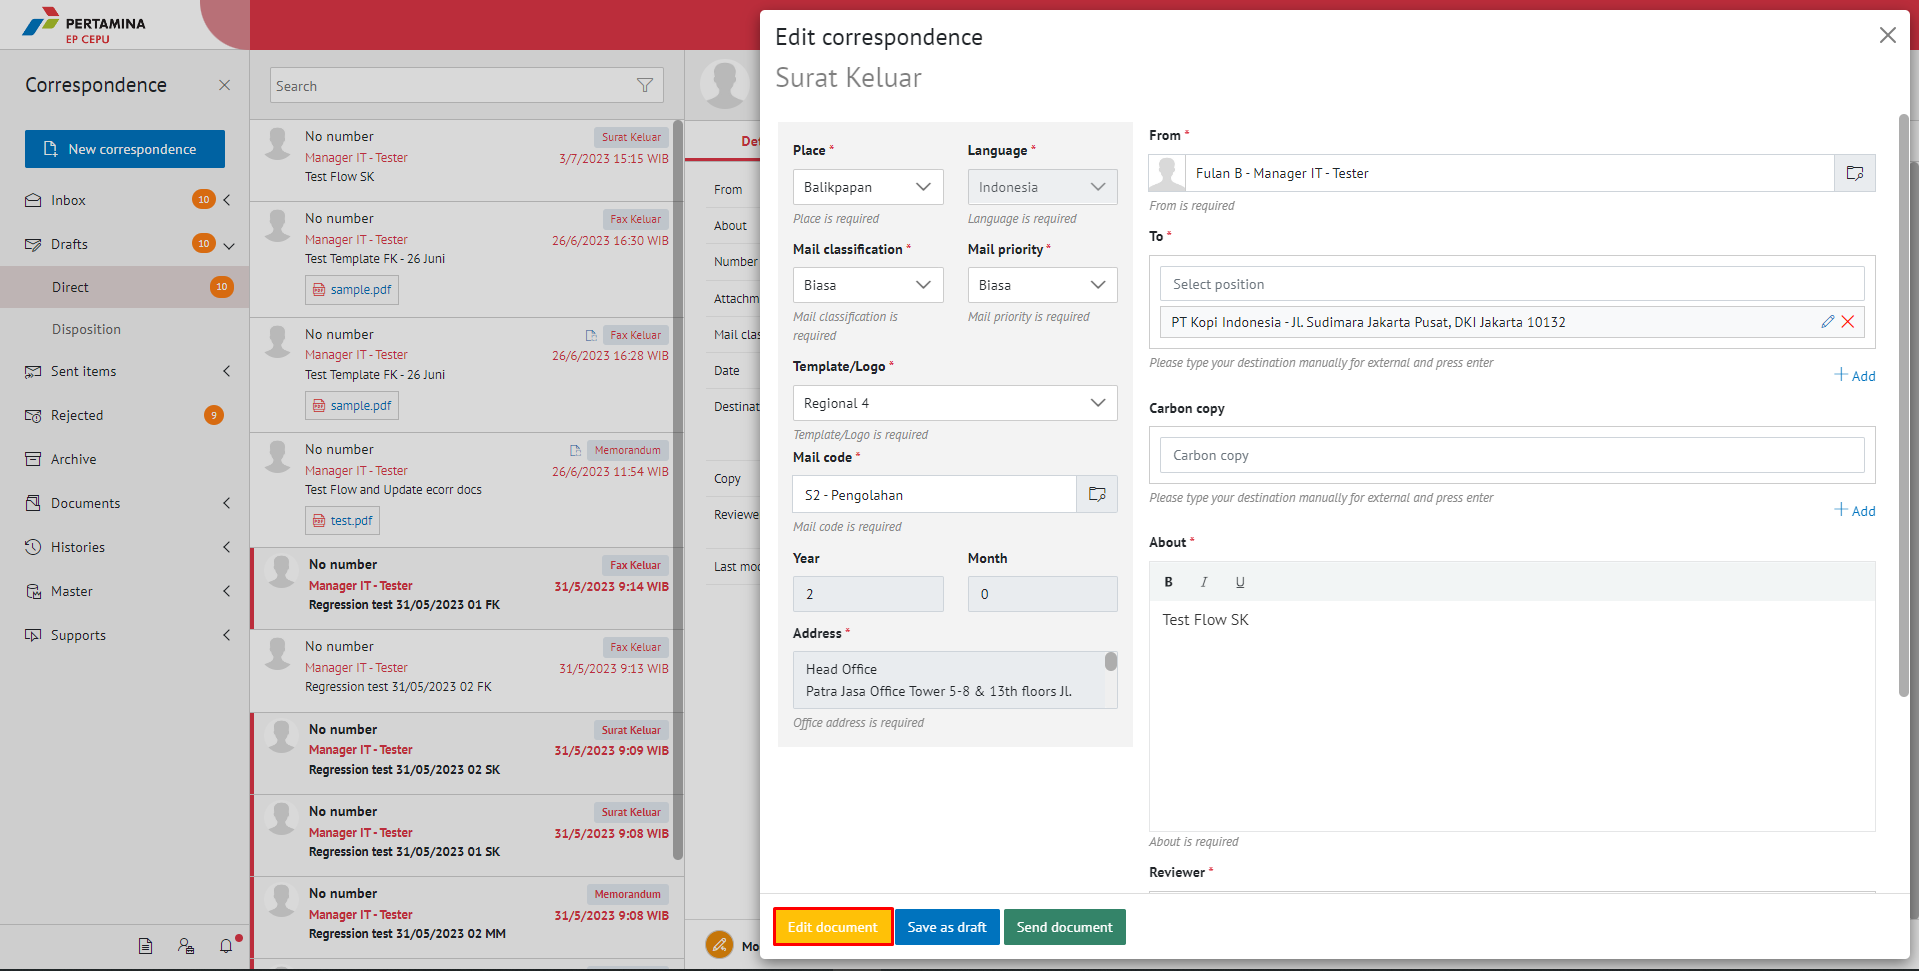 PERTAMINA
EP CEPU
Correspondence
New correspondence
Inbox
10
Drafts
10
Direct
10
Disposition
Sent items
Rejected
9
Archive
Documents
Histories
Master
Supports
Search
No number
Surat Keluar
Manager IT - Tester
3/7/2023 15:15 WIB
Test Flow SK
No number
Fax Keluar
Manager IT - Tester
26/6/2023 16:30 WIB
Test Template FK - 26 Juni
sample.pdf
No number
Fax Keluar
Manager IT - Tester
26/6/2023 16:28 WIB
Test Template FK - 26 Juni
sample.pdf
No number
Memorandum
Manager IT - Tester
26/6/2023 11:54 WIB
Test Flow and Update ecorr docs
test.pdf
No number
Fax Keluar
Manager IT - Tester
31/5/2023 9:14 WIB
Regression test 31/05/2023 01 FK
No number
Fax Keluar
Manager IT - Tester
31/5/2023 9:13 WIB
Regression test 31/05/2023 02 FK
No number
Surat Keluar
Manager IT - Tester
31/5/2023 9:09 WIB
Regression test 31/05/2023 02 SK
No number
Surat Keluar
Manager IT - Tester
31/5/2023 9:08 WIB
Regression test 31/05/2023 01 SK
No number
Memorandum
Manager IT - Tester
31/5/2023 9:08 WIB
Regression test 31/05/2023 02 MM
Det
From
About
Number
Attachm
Mail clas
Date
Destinat
Copy
Reviewe
Last mod
Mo
Edit correspondence
Surat Keluar
Place *
Language *
Balikpapan
Indonesia
Place is required
Language is required
Mail classification *
Mail priority *
Biasa
Biasa
Mail classification is
required
Mail priority is required
Template/Logo *
Regional 4
Template/Logo is required
Mail code *
S2 - Pengolahan
Mail code is required
Year
Month
2
0
Address *
Head Office
Patra Jasa Office Tower 5-8 & 13th floors Jl.
Office address is required
From *
Fulan B - Manager IT - Tester
From is required
To *
Select position
PT Kopi Indonesia - Jl. Sudimara Jakarta Pusat, DKI Jakarta 10132
Please type your destination manually for external and press enter
+ Add
Carbon copy
Carbon copy
Please type your destination manually for external and press enter
+ Add
About *
B I U
Test Flow SK
About is required
Reviewer *
Edit document
Save as draft
Send document